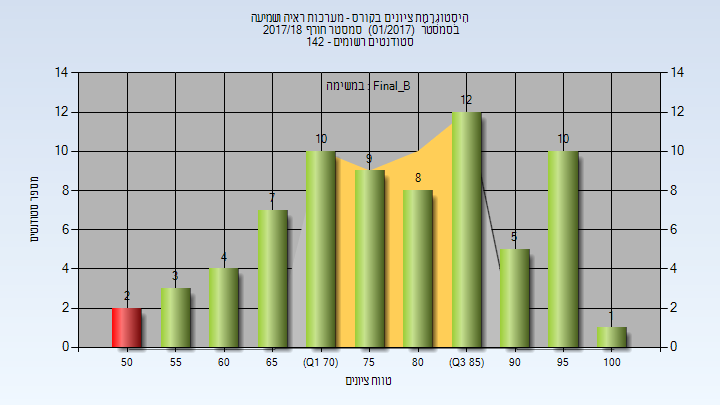 היסטוגרמת ציונים בקורס - מערכות ראיה ושמיעה
בסמסטר (01/2017) סמסטר חורף 2017/18
סטודנטים רשומים - 142
במשימה : Final_B
14 14
12 12
10 10
8 8
6 6
4 4
2 2
0 0
מספר סטודנטים
2 3 4 7 10 9 8 12 5 10 1
50 55 60 65 (Q1 70) 75 80 (Q3 85) 90 95 100
טווח ציונים